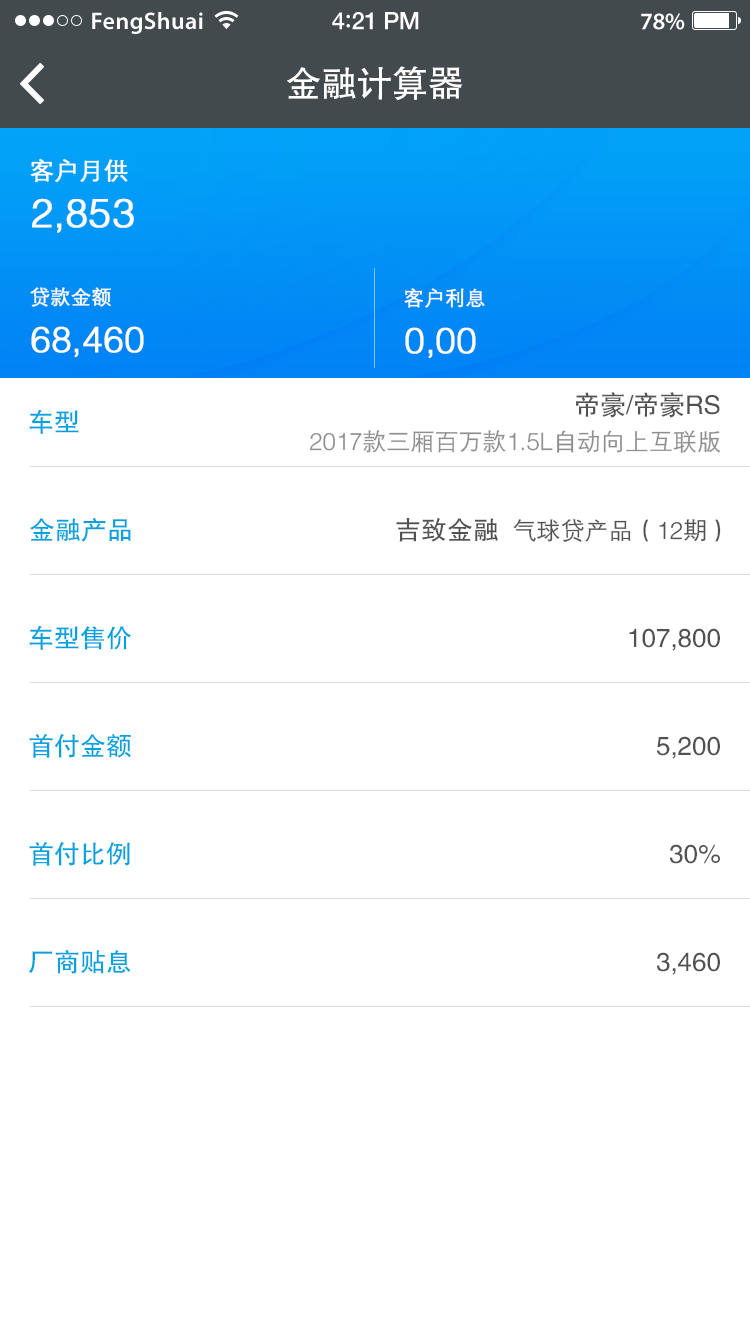 FengShuai 4:21 PM 78%
金融计算器
客户月供
2,853
贷款金额 客户利息
68,460 0,00
车型 帝豪/帝豪RS
2017款三厢百万款1.5L自动向上互联版
金融产品 吉致金融 气球贷产品（12期）
车型售价 107,800
首付金额 5,200
首付比例 30%
厂商贴息 3,460